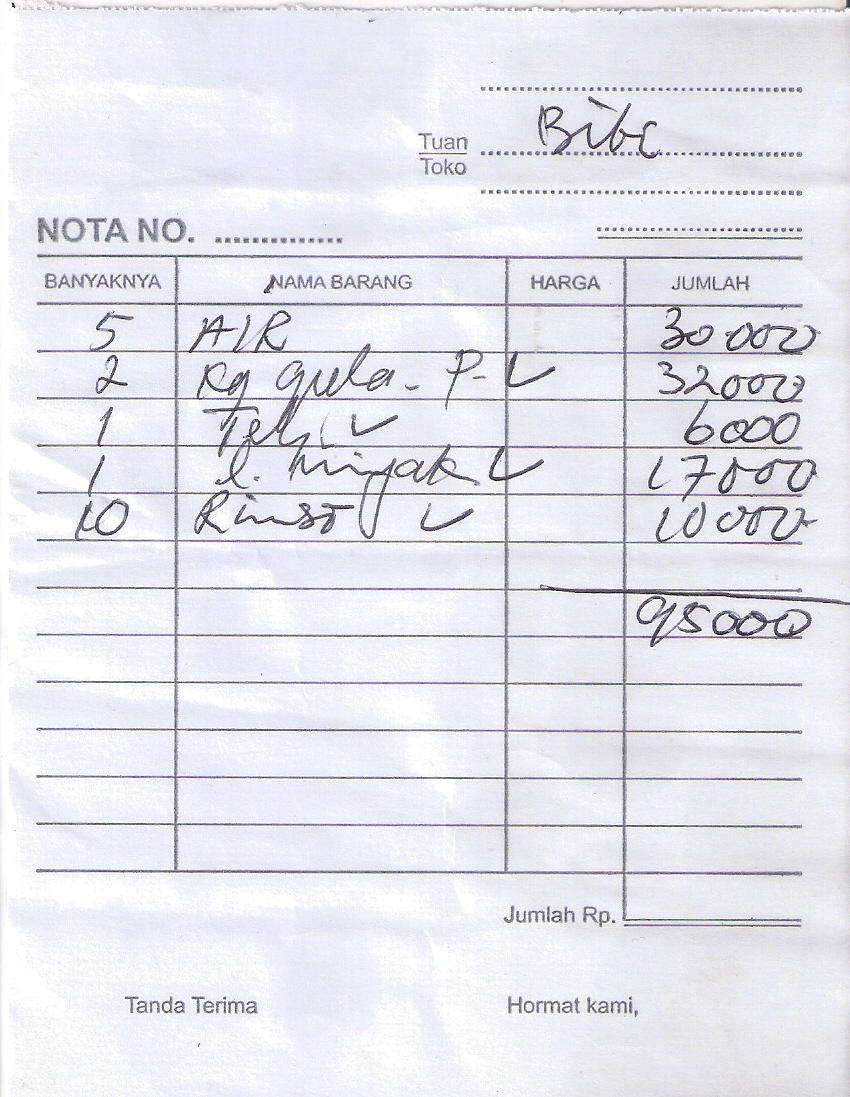 Tuan Bibi
Toko
NOTA NO. ..............
BANYAKNYA NAMA BARANG HARGA JUMLAH
5 AIR 30000
2 kg gula - P - 32000
1 Teh 6000
1 l. minyak 17000
10 Rinso 10000
95000
Jumlah Rp.
Tanda Terima Hormat kami,